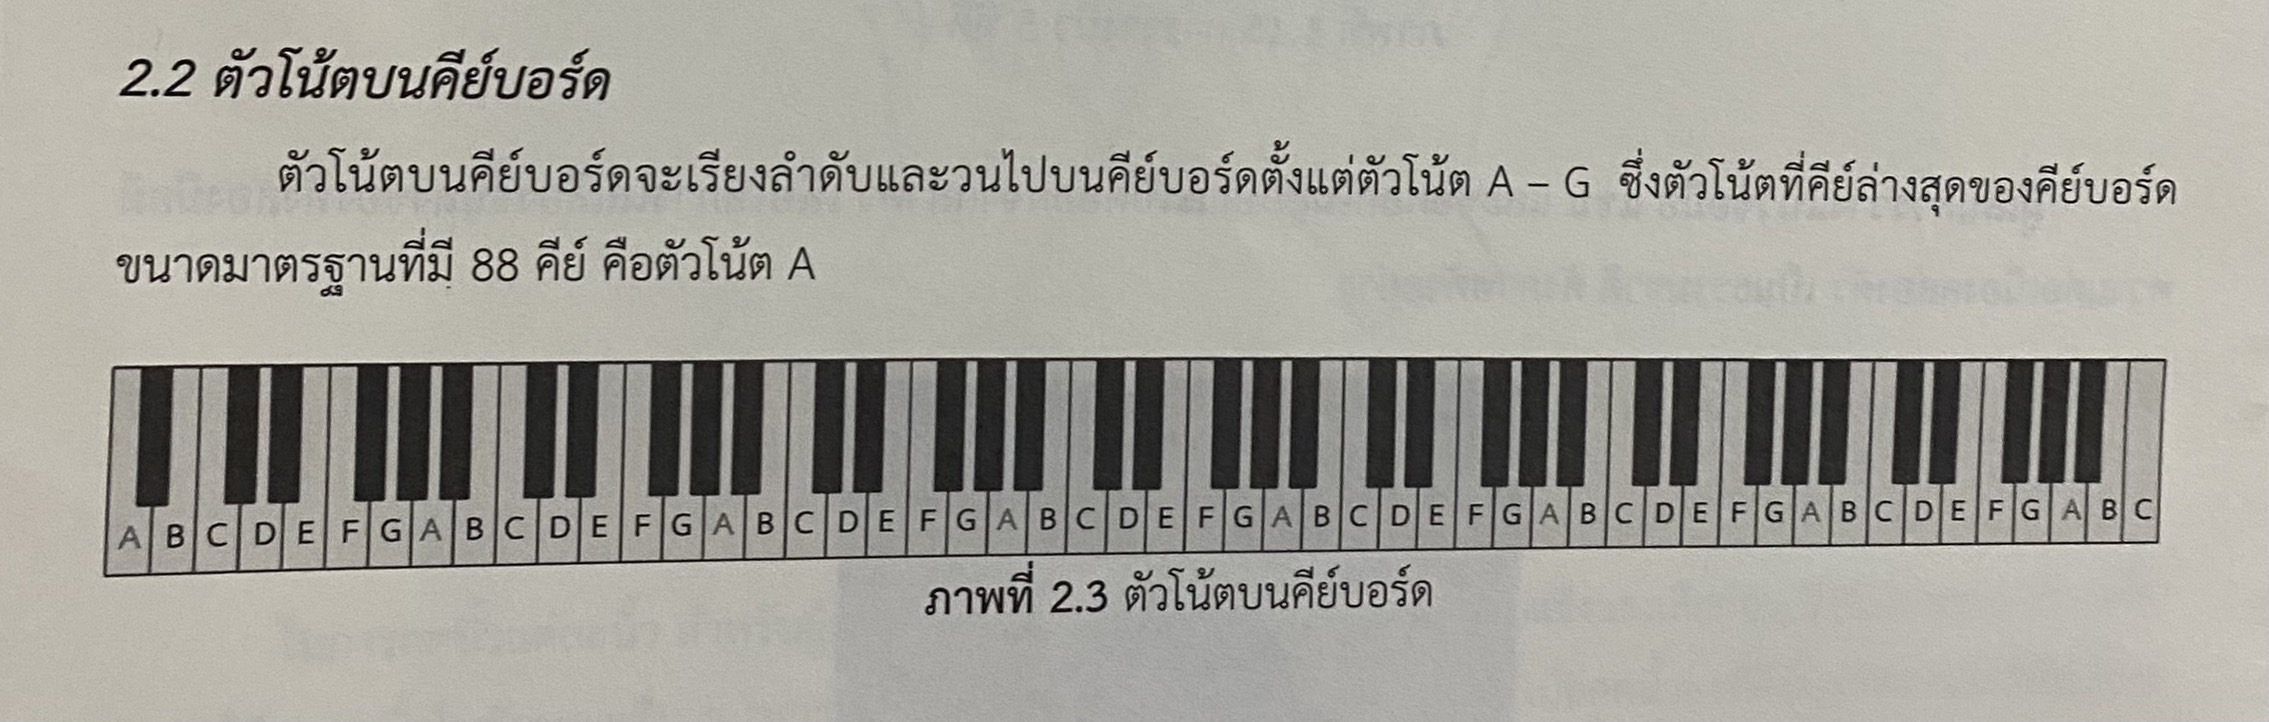 2.2 ตัวโน้ตบนคีย์บอร์ด
ตัวโน้ตบนคีย์บอร์ดจะเรียงลำดับและวนไปบนคีย์บอร์ดตั้งแต่ตัวโน้ต A – G ซึ่งตัวโน้ตที่คีย์ล่างสุดของคีย์บอร์ด
ขนาดมาตรฐานที่มี 88 คีย์ คือตัวโน้ต A
A B C D E F G A B C D E F G A B C D E F G A B C D E F G A B C D E F G A B C D E F G A B C D E F G A B C
ภาพที่ 2.3 ตัวโน้ตบนคีย์บอร์ด